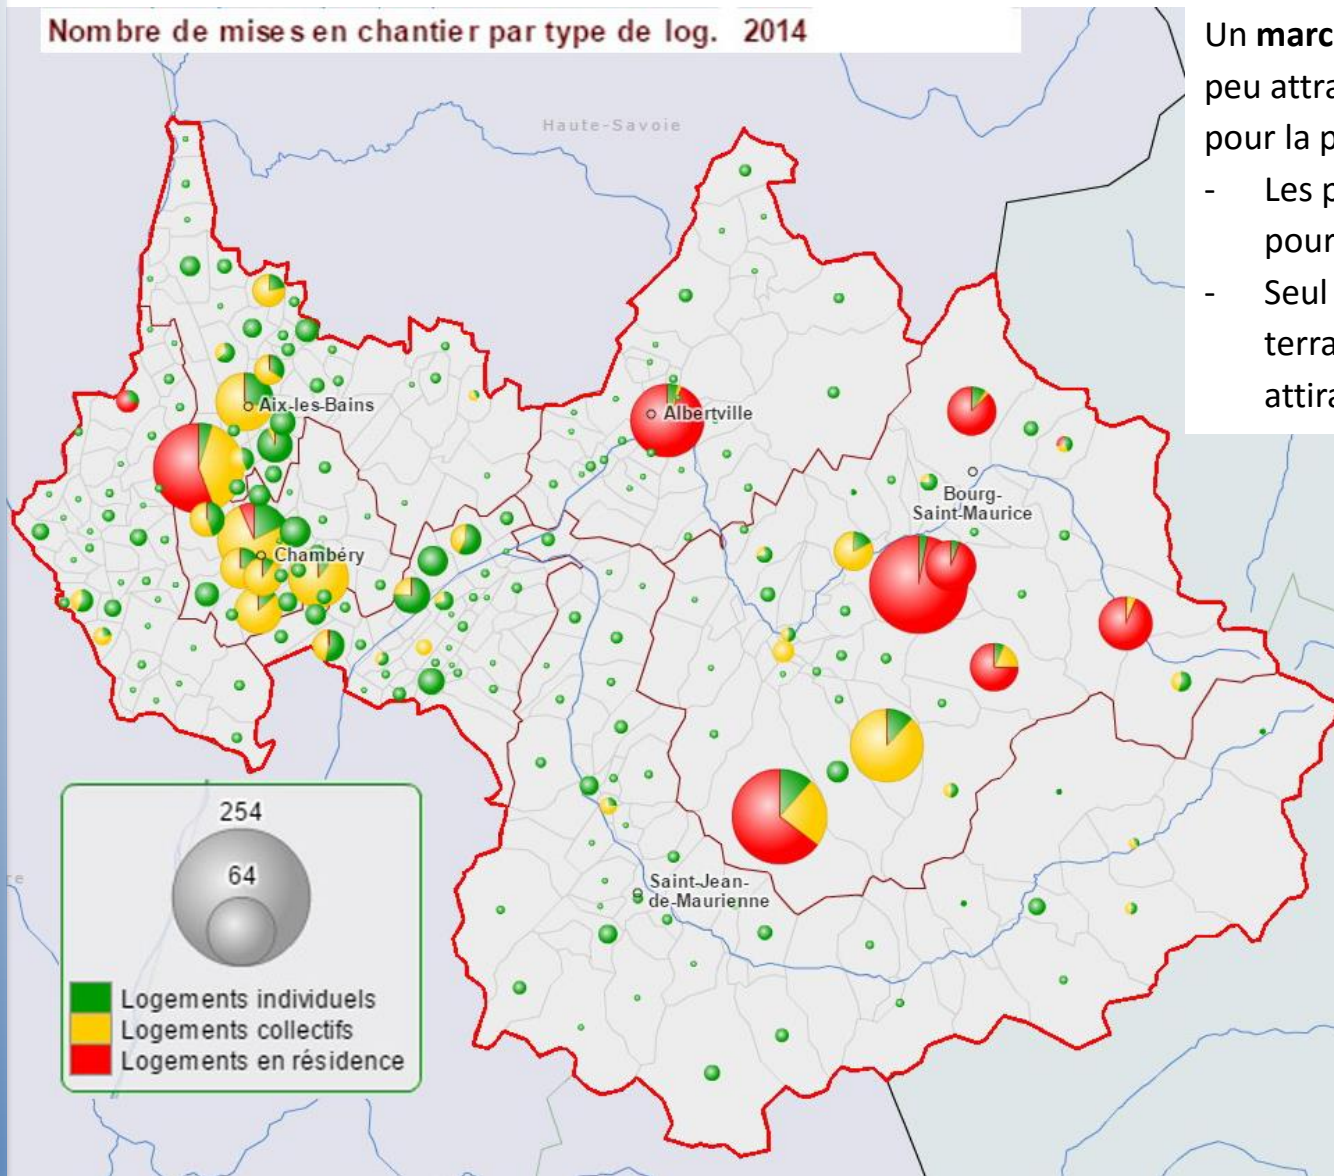 Nombre de mises en chantier par type de log. 2014
Un marc
peu attra
pour la p
- Les p
pour
- Seul
terra
attira
Haute-Savoie
Aix-les-Bains
Albertville
Bourg-
Saint-Maurice
Chambéry
Saint-Jean-
de-Maurienne
254
64
re
Logements individuels
Logements collectifs
Logements en résidence